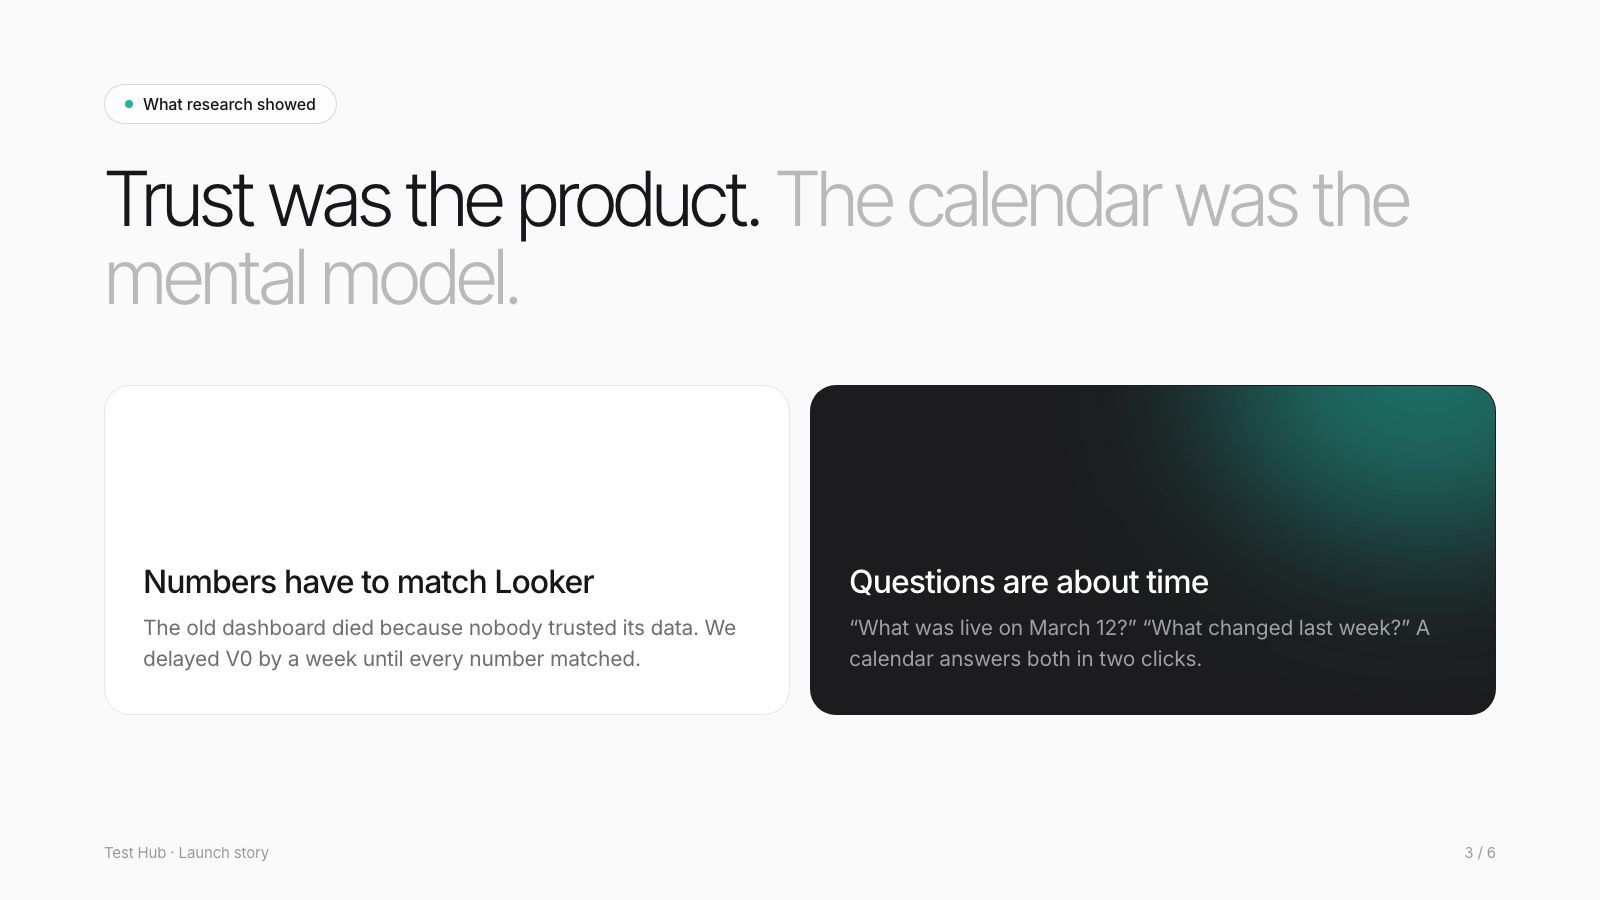 What research showed
Trust was the product. The calendar was the
mental model.
Numbers have to match Looker
The old dashboard died because nobody trusted its data. We
delayed V0 by a week until every number matched.
Questions are about time
“What was live on March 12?” “What changed last week?” A
calendar answers both in two clicks.
Test Hub · Launch story
3 / 6